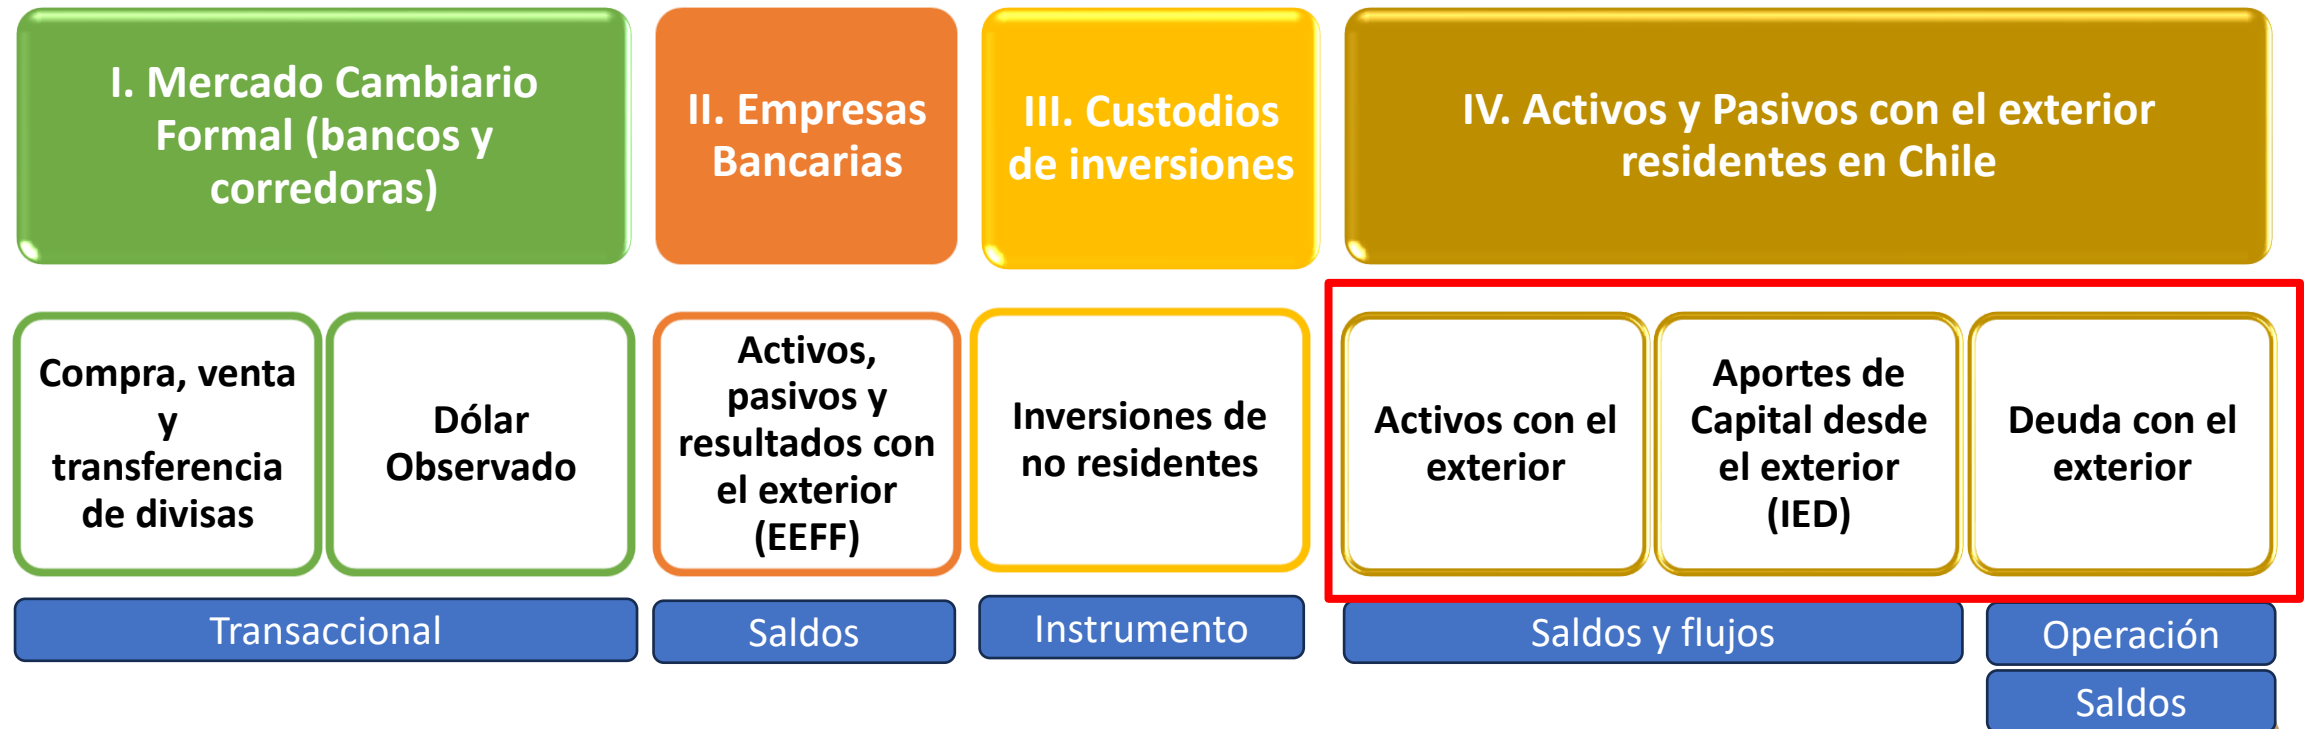 I. Mercado Cambiario
Formal (bancos y
corredoras)
II. Empresas
Bancarias
III. Custodios
de inversiones
IV. Activos y Pasivos con el exterior
residentes en Chile
Compra, venta
y
transferencia
de divisas
Dólar
Observado
Activos,
pasivos y
resultados con
el exterior
(EEFF)
Inversiones de
no residentes
Activos con el
exterior
Aportes de
Capital desde
el exterior
(IED)
Deuda con el
exterior
Transaccional
Saldos
Instrumento
Saldos y flujos
Operación
Saldos